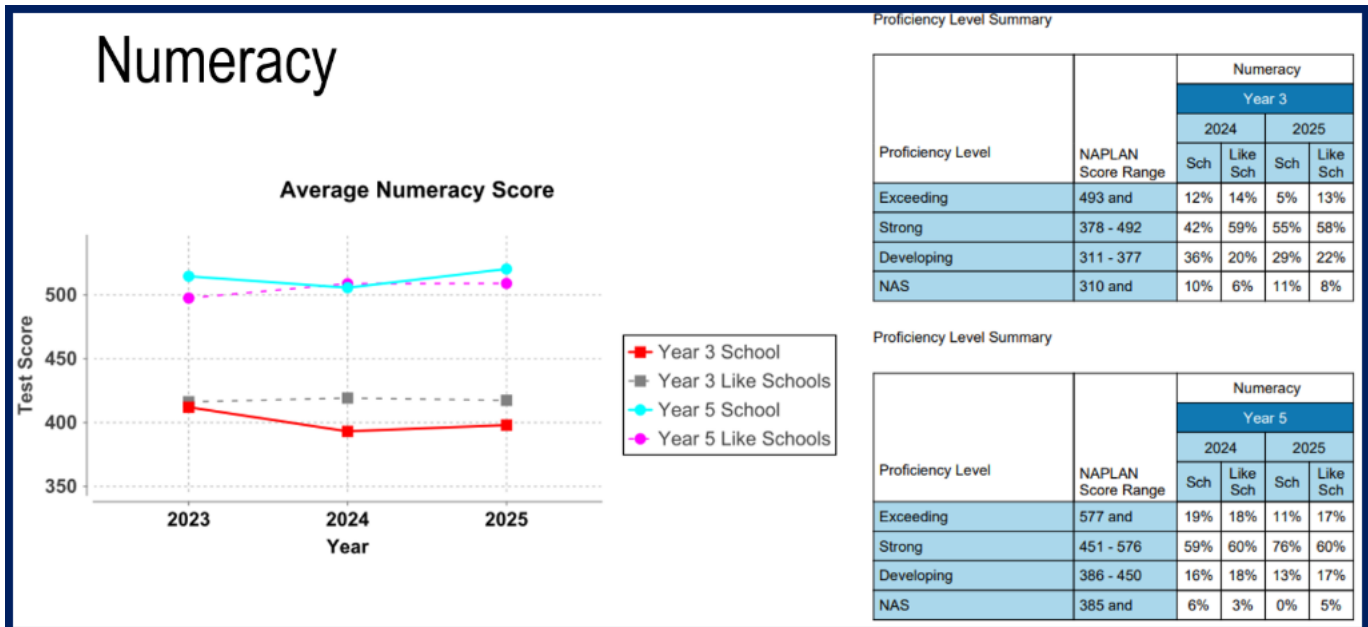 Numeracy
Average Numeracy Score
Test Score
500
450
400
350
2023 2024 2025
Year
Year 3 School
Year 3 Like Schools
Year 5 School
Year 5 Like Schools
Proficiency Level Summary
Numeracy
Year 3
2024 2025
Proficiency Level NAPLAN Score Range Sch Like Sch Sch Like Sch
Exceeding 493 and 12% 14% 5% 13%
Strong 378 - 492 42% 59% 55% 58%
Developing 311 - 377 36% 20% 29% 22%
NAS 310 and 10% 6% 11% 8%
Proficiency Level Summary
Numeracy
Year 5
2024 2025
Proficiency Level NAPLAN Score Range Sch Like Sch Sch Like Sch
Exceeding 577 and 19% 18% 11% 17%
Strong 451 - 576 59% 60% 76% 60%
Developing 386 - 450 16% 18% 13% 17%
NAS 385 and 6% 3% 0% 5%